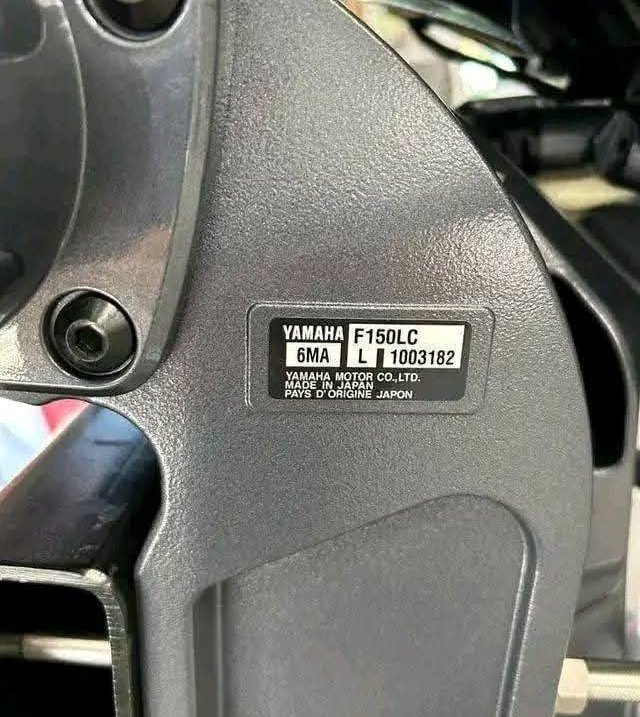 YAMAHA F150LC
6MA L 1003182
YAMAHA MOTOR CO.,LTD.
MADE IN JAPAN
PAYS D'ORIGINE JAPON